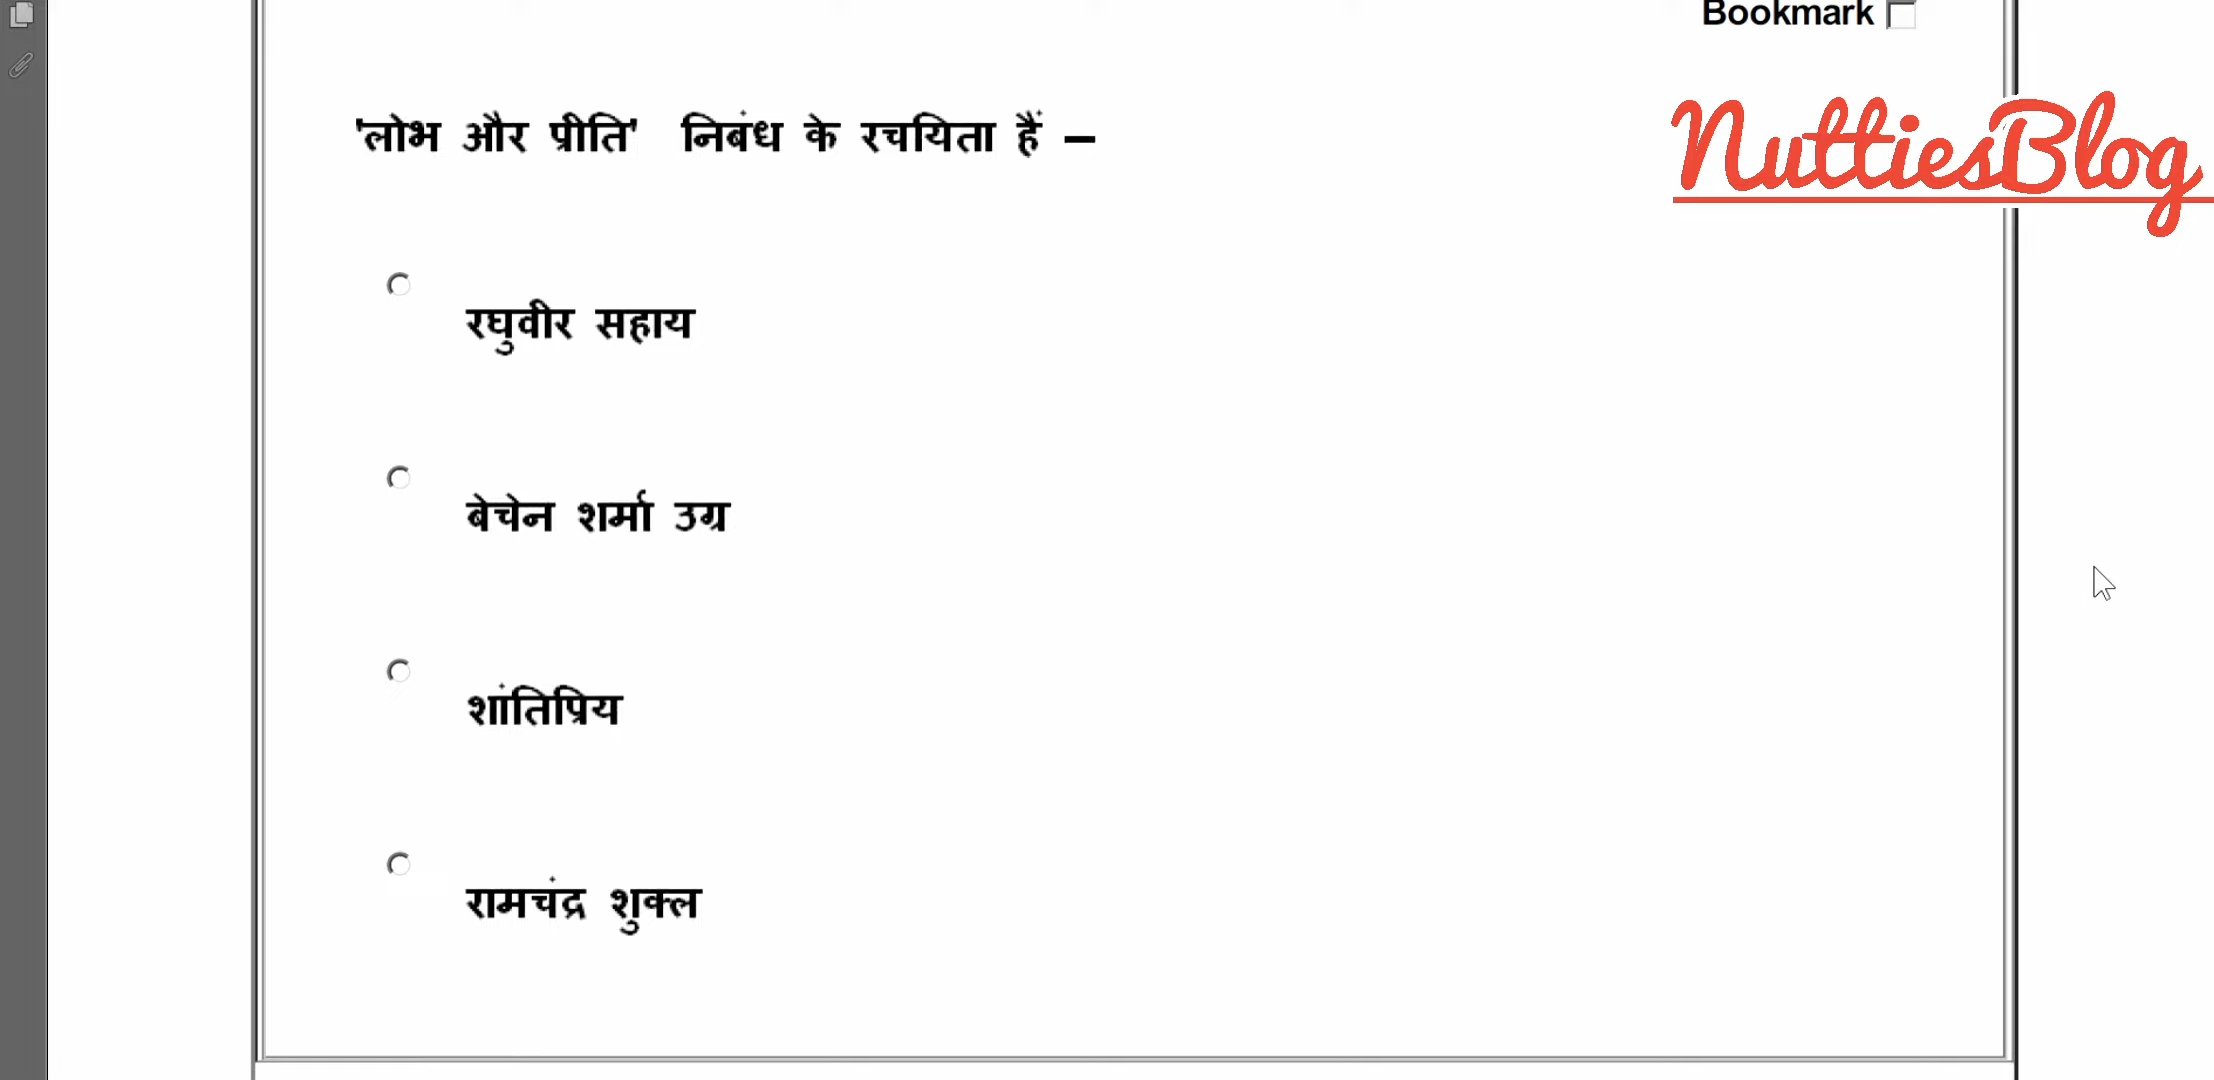 Bookmark
'लोभ और प्रीति' निबंध के रचयिता हैं –
NuttiesBlog
रघुवीर सहाय
बेचेन शर्मा उग्र
शांतिप्रिय
रामचंद्र शुक्ल